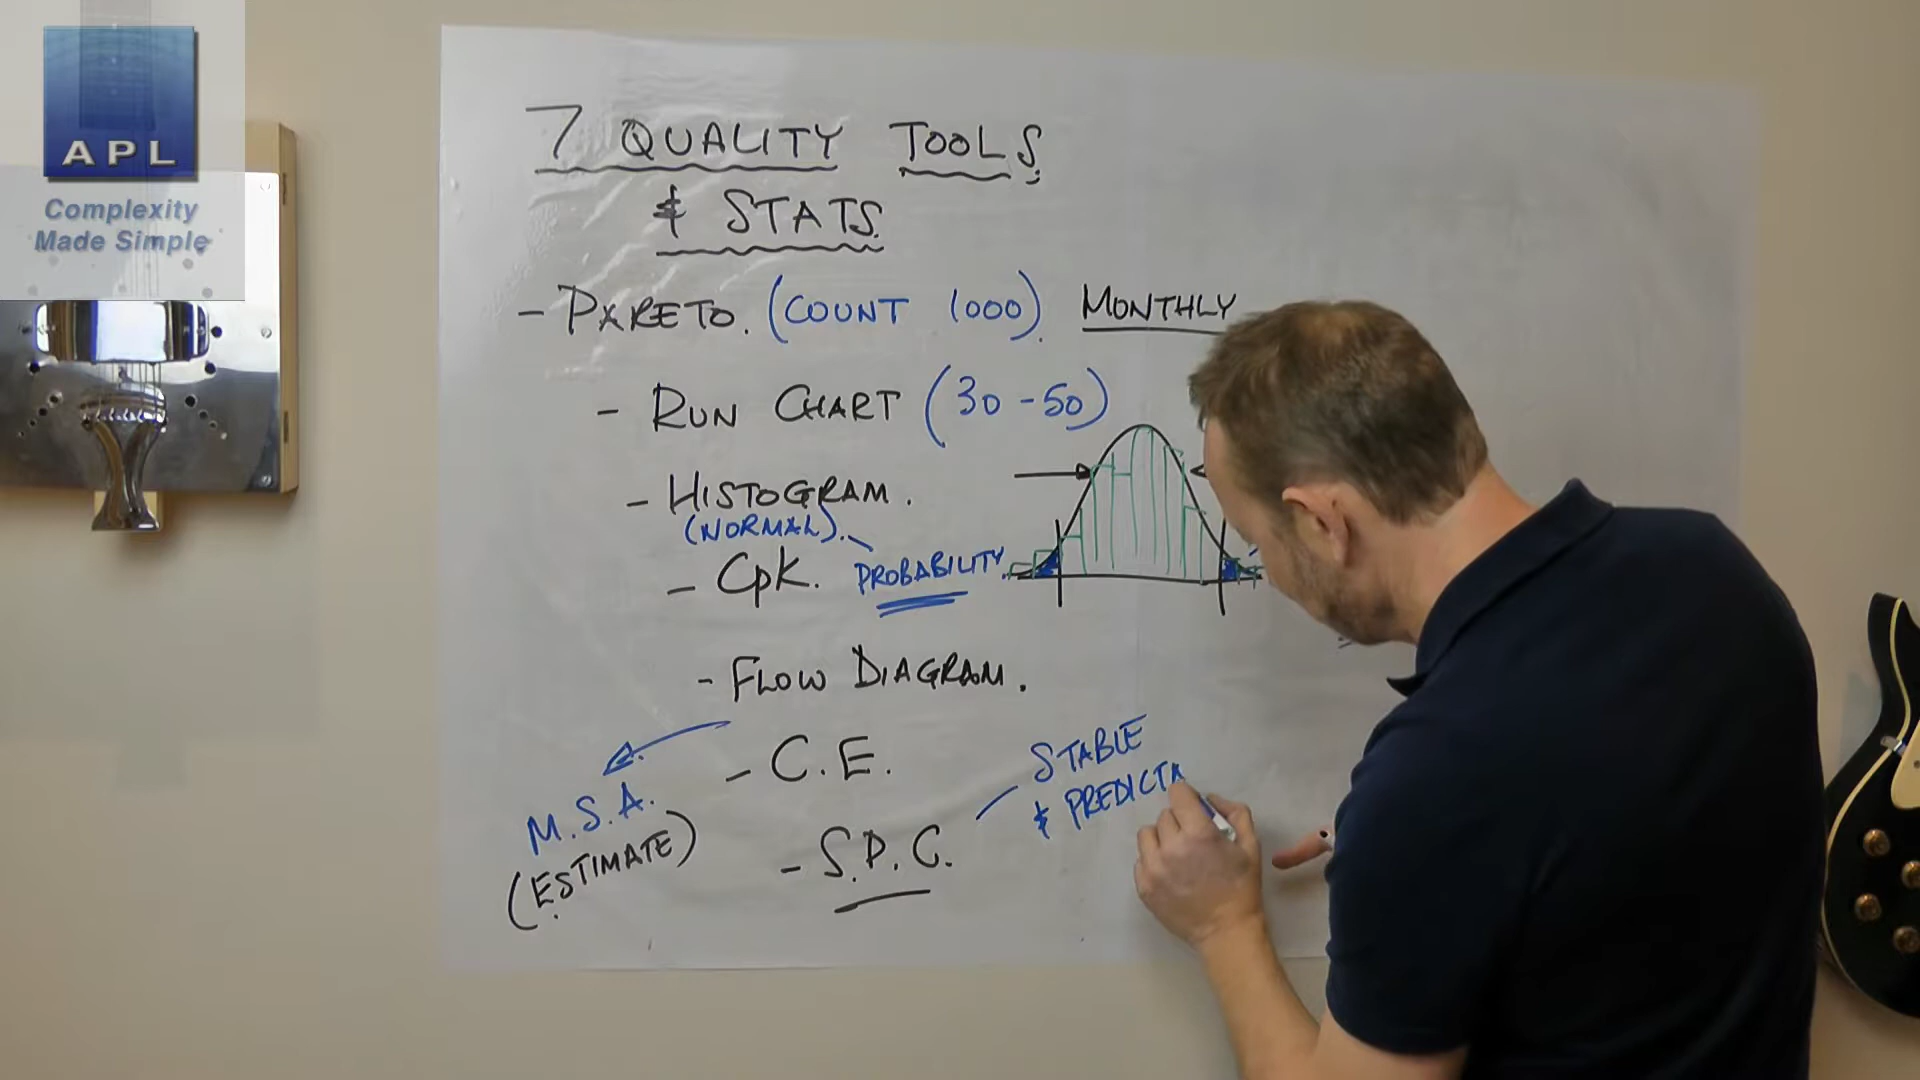 APL
Complexity
Made Simple
7 QUALITY TOOLS
& STATS.
- PARETO. (COUNT 1000). MONTHLY
- RUN CHART (30-50)
- HISTOGRAM.
(NORMAL).
- CpK. PROBABILITY
- FLOW DIAGRAM.
- C.E.
M.S.A.
(ESTIMATE)
- S.P.C.
STABLE
& PREDICTA